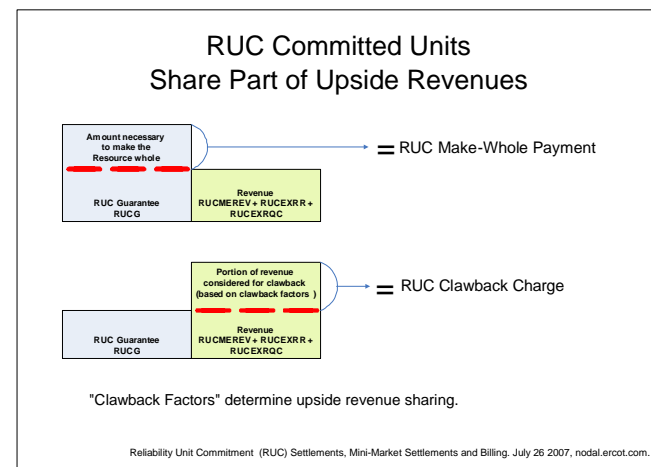 RUC Committed Units
Share Part of Upside Revenues
Amount necessary
to make the
Resource whole
= RUC Make-Whole Payment
RUC Guarantee
RUCG
Revenue
RUCMEREV + RUCEXRR +
RUCEXRQC
Portion of revenue
considered for clawback
(based on clawback factors )
= RUC Clawback Charge
RUC Guarantee
RUCG
Revenue
RUCMEREV + RUCEXRR +
RUCEXRQC
"Clawback Factors" determine upside revenue sharing.
Reliability Unit Commitment (RUC) Settlements, Mini-Market Settlements and Billing. July 26 2007, nodal.ercot.com.